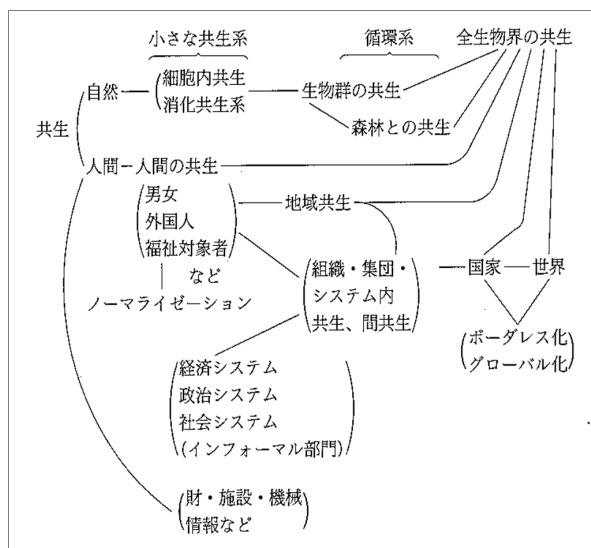 小さな共生系
循環系
全生物界の共生
自然
細胞内共生
消化共生系
生物群の共生
森林との共生
共生
人間－人間の共生
男女
外国人
福祉対象者
など
ノーマライゼーション
地域共生
組織・集団・
システム内
共生、間共生
国家
世界
ボーダレス化
グローバル化
経済システム
政治システム
社会システム
(インフォーマル部門)
財・施設・機械
情報など